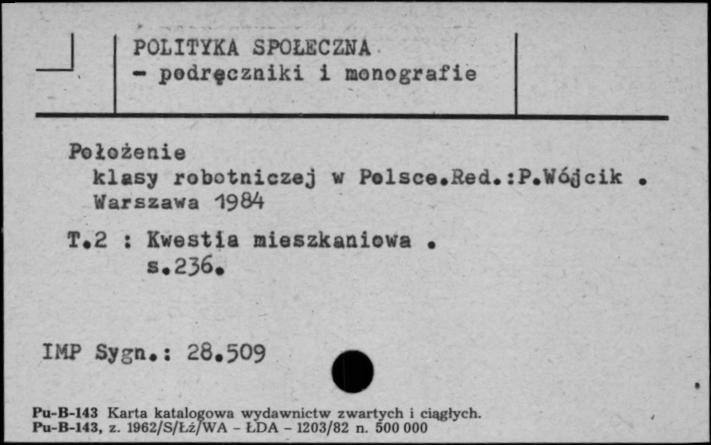 POLITYKA SPOŁECZNA
- podręczniki i monografie
Położenie
klasy robotniczej w Polsce.Red.:P.Wójcik .
Warszawa 1984
T.2 : Kwestia mieszkaniowa .
s.236.
IMP Sygn.: 28.509
Pu-B-143 Karta katalogowa wydawnictw zwartych i ciągłych.
Pu-B-143, z. 1962/S/Łź/WA - ŁDA - 1203/82 n. 500 000